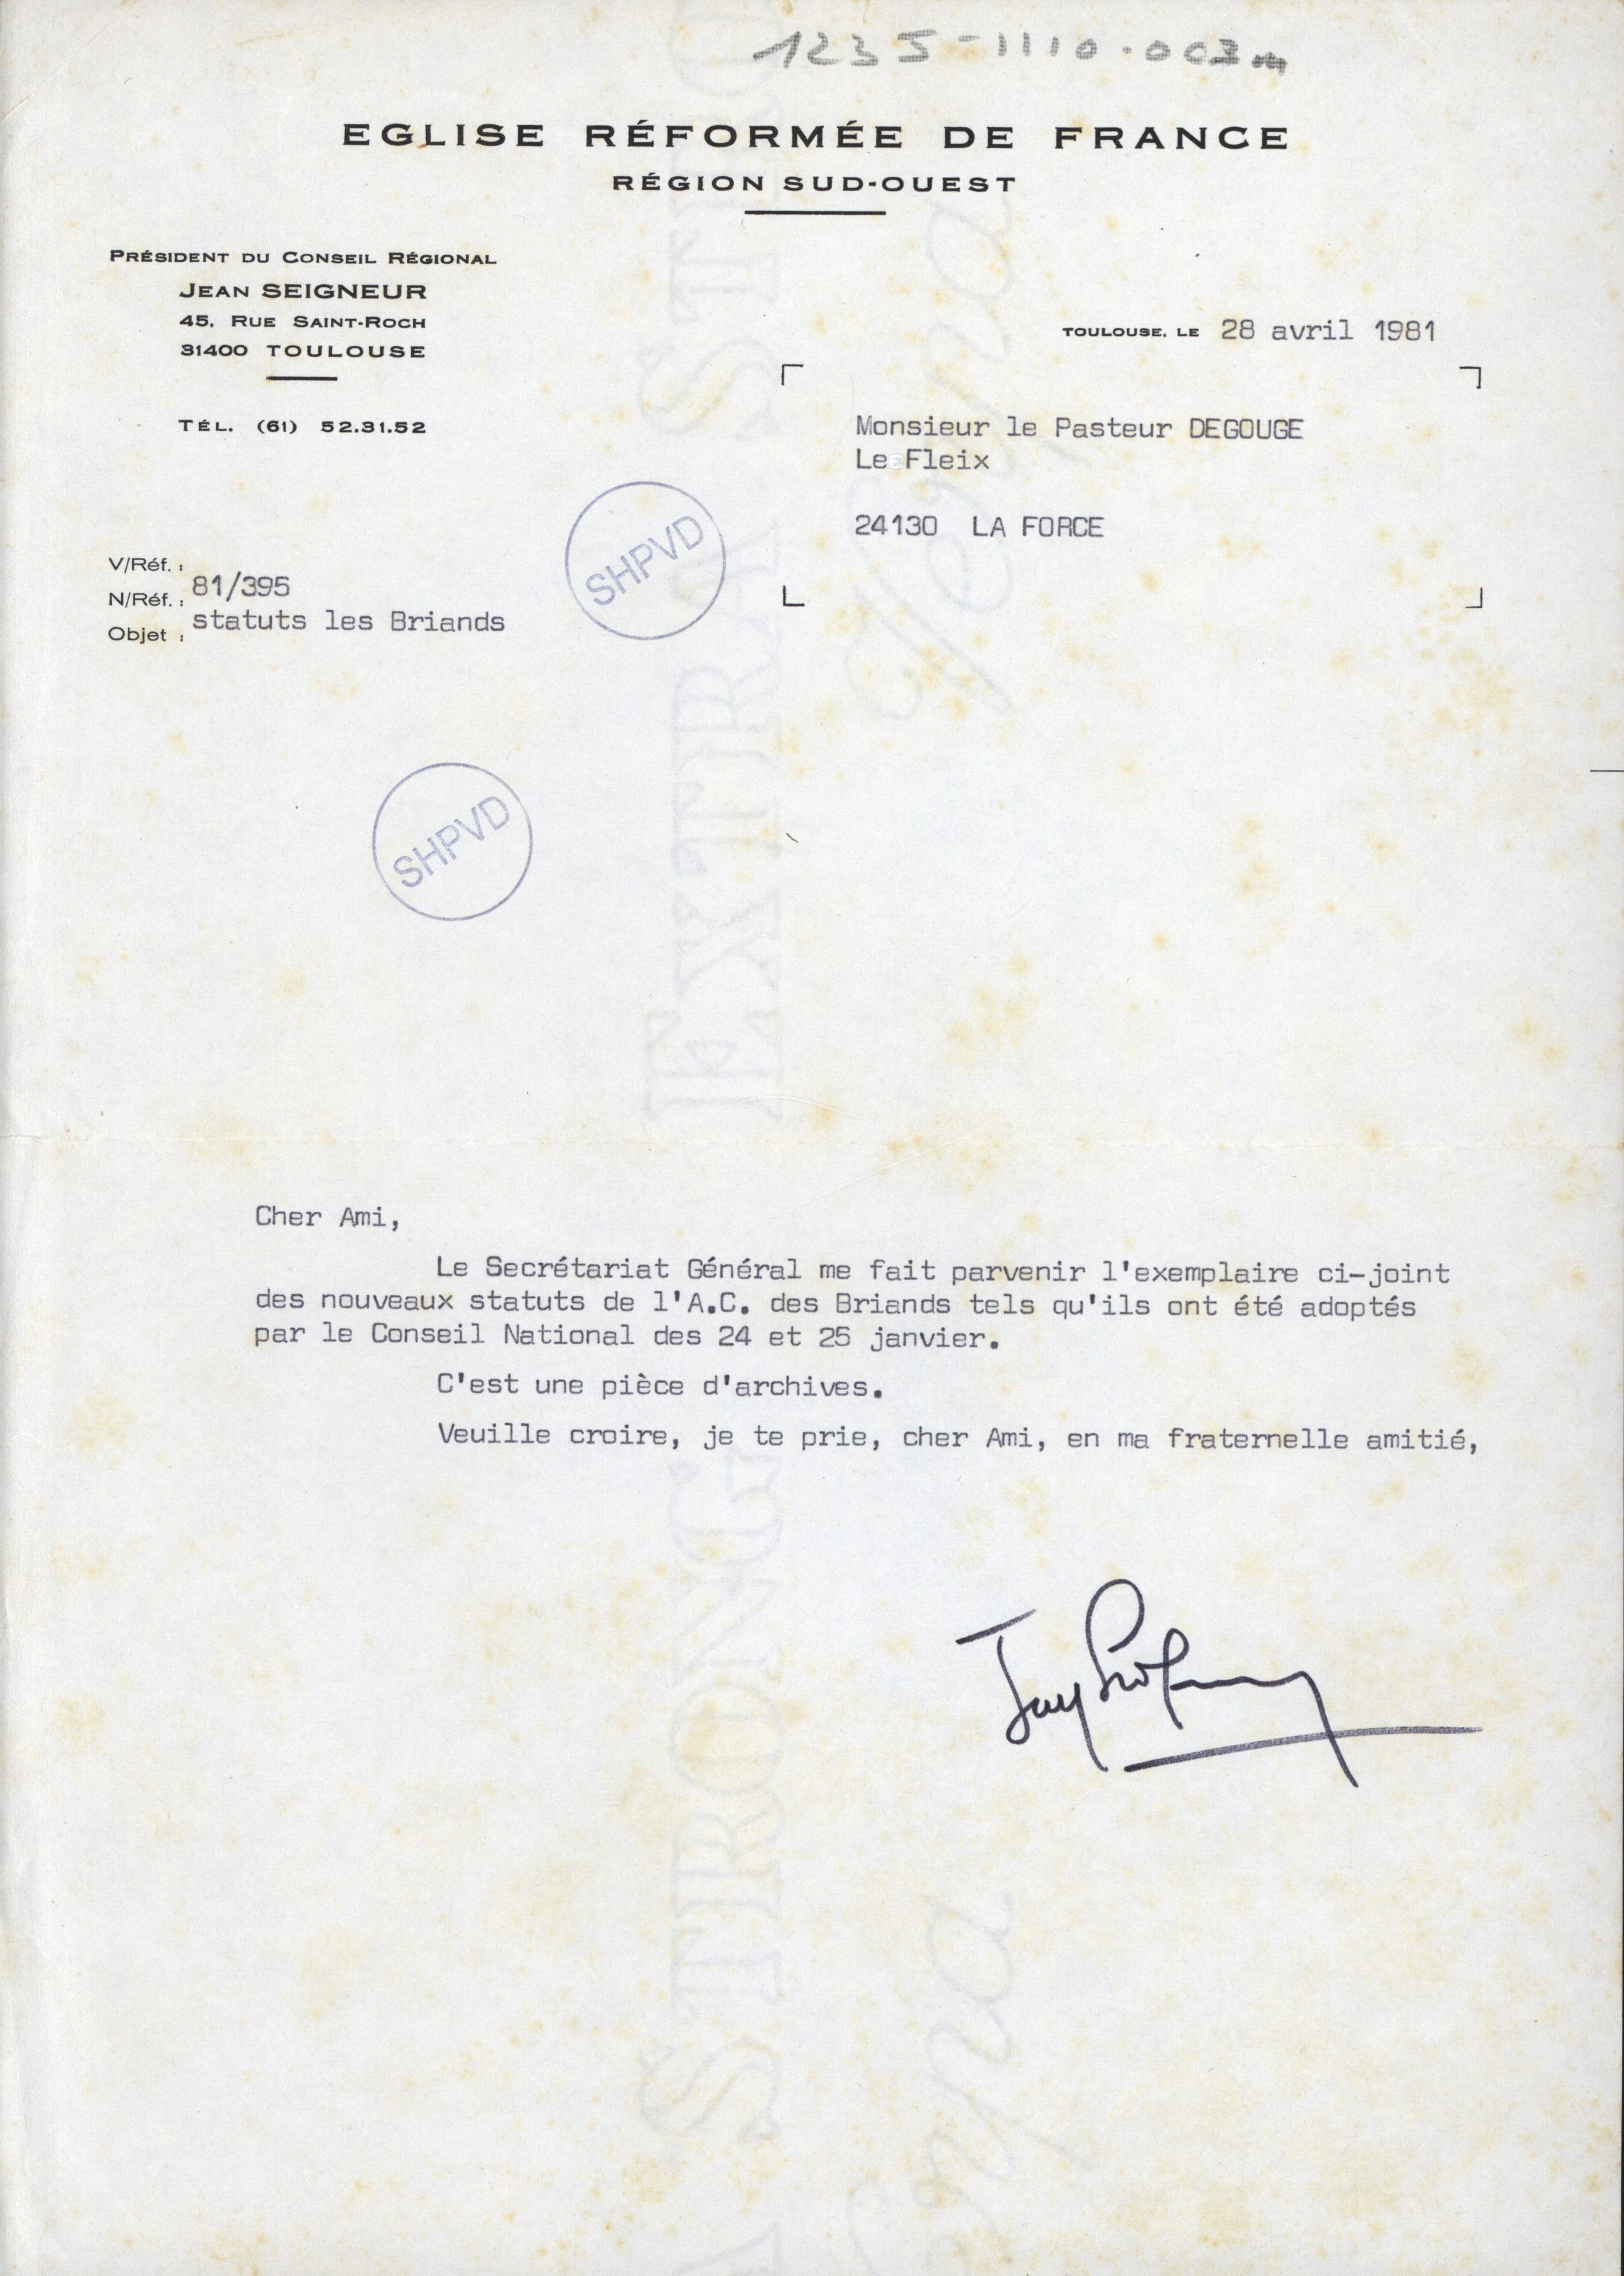 EGLISE RÉFORMÉE DE FRANCE
RÉGION SUD-OUEST
PRÉSIDENT DU CONSEIL RÉGIONAL
JEAN SEIGNEUR
45, RUE SAINT-ROCH
31400 TOULOUSE
TÉL. (61) 52.31.52
TOULOUSE, LE 28 avril 1981
Monsieur le Pasteur DEGOUGE
Le Fleix
24130 LA FORCE
SHPVD
V/Réf. :
N/Réf. : 81/395
Objet : statuts les Briands
SHPVD
Cher Ami,
Le Secrétariat Général me fait parvenir l'exemplaire ci-joint
des nouveaux statuts de l'A.C. des Briands tels qu'ils ont été adoptés
par le Conseil National des 24 et 25 janvier.
C'est une pièce d'archives.
Veuille croire, je te prie, cher Ami, en ma fraternelle amitié,